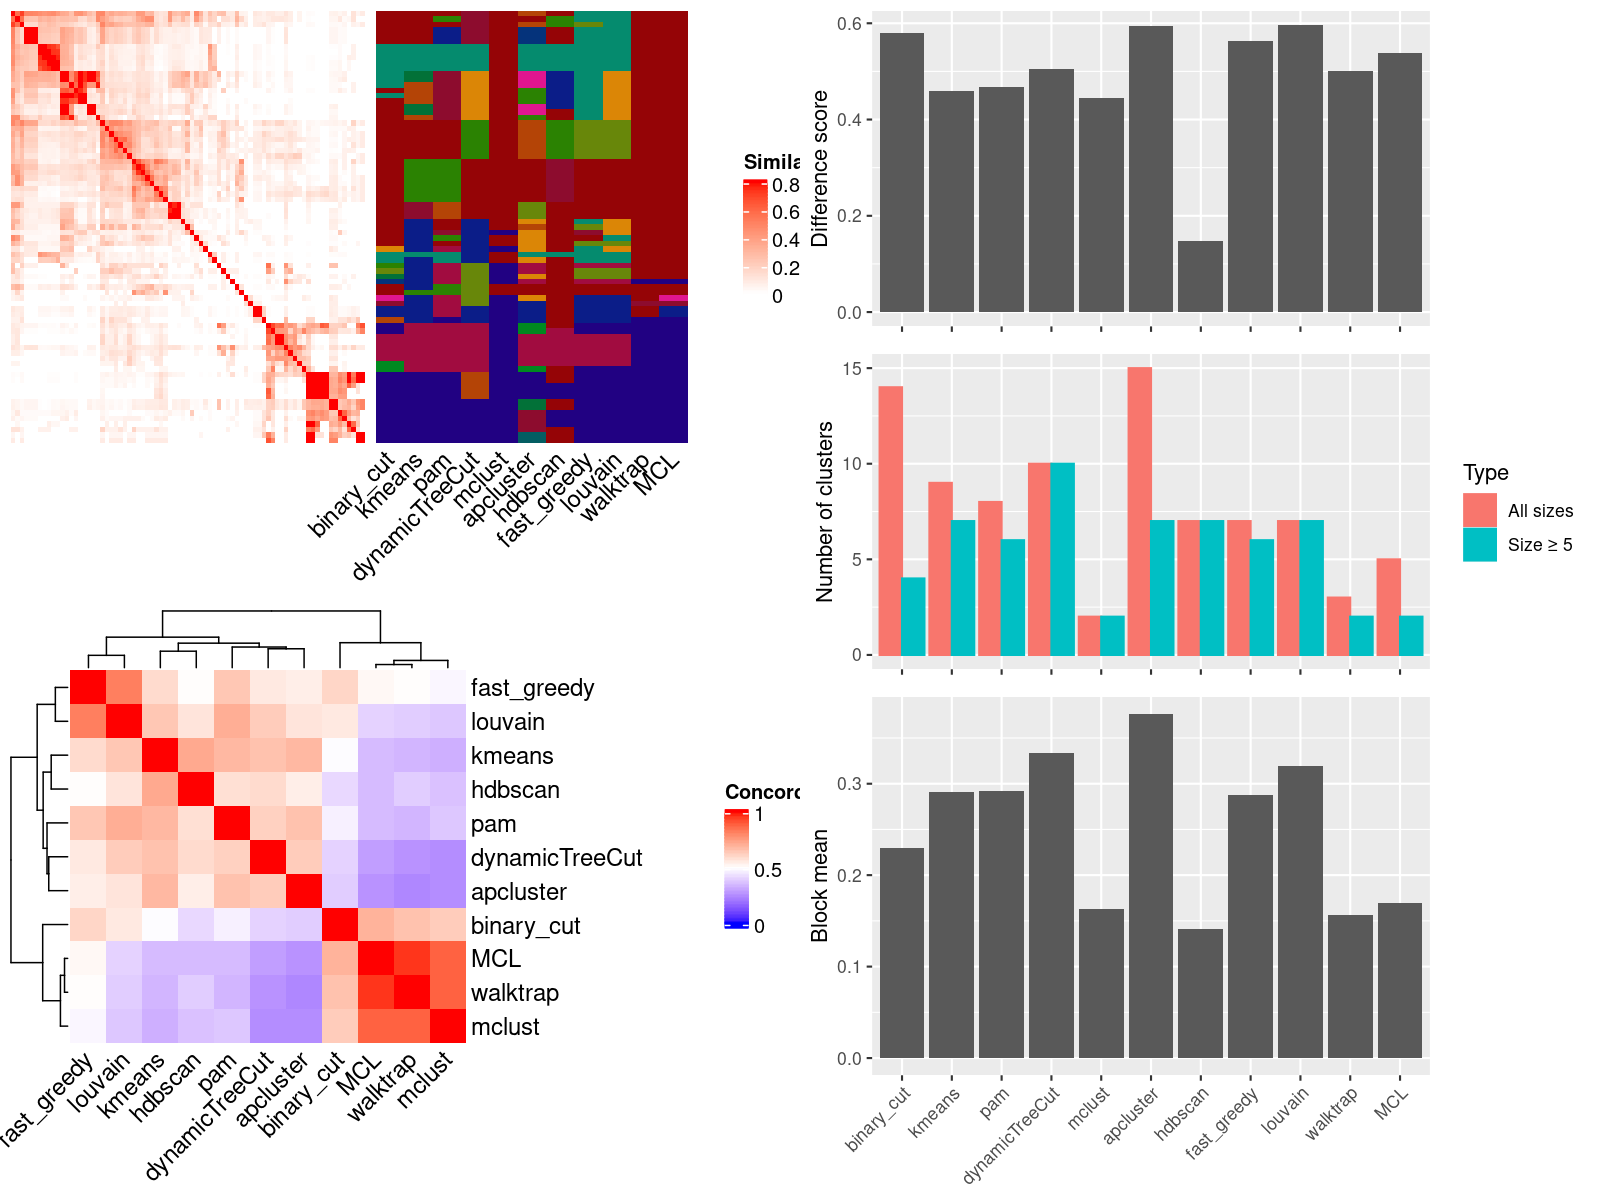 Simila
0.8
0.6
0.4
0.2
0
binary_cut
kmeans
pam
dynamicTreeCut
mclust
apcluster
hdbscan
fast_greedy
louvain
walktrap
MCL
Difference score
0.6
0.4
0.2
0.0
Number of clusters
15
10
5
0
Type
All sizes
Size ≥ 5
fast_greedy
louvain
kmeans
hdbscan
pam
dynamicTreeCut
apcluster
binary_cut
MCL
walktrap
mclust
fast_greedy
louvain
kmeans
hdbscan
pam
dynamicTreeCut
apcluster
binary_cut
MCL
walktrap
mclust
Concord
1
0.5
0
Block mean
0.3
0.2
0.1
0.0
binary_cut
kmeans
pam
dynamicTreeCut
mclust
apcluster
hdbscan
fast_greedy
louvain
walktrap
MCL